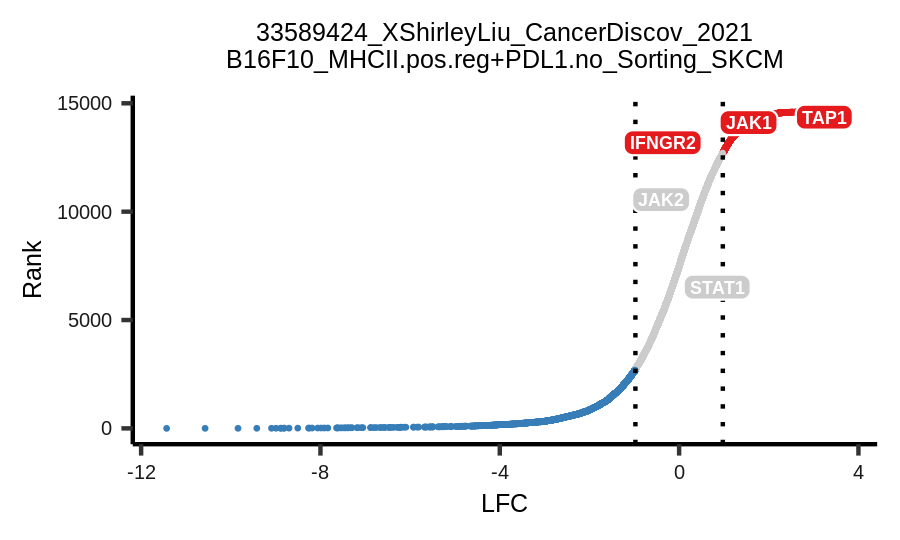 33589424_XShirleyLiu_CancerDiscov_2021
B16F10_MHCII.pos.reg+PDL1.no_Sorting_SKCM
15000
10000
5000
0
Rank
JAK1
TAP1
IFNGR2
JAK2
STAT1
-12
-8
-4
0
4
LFC